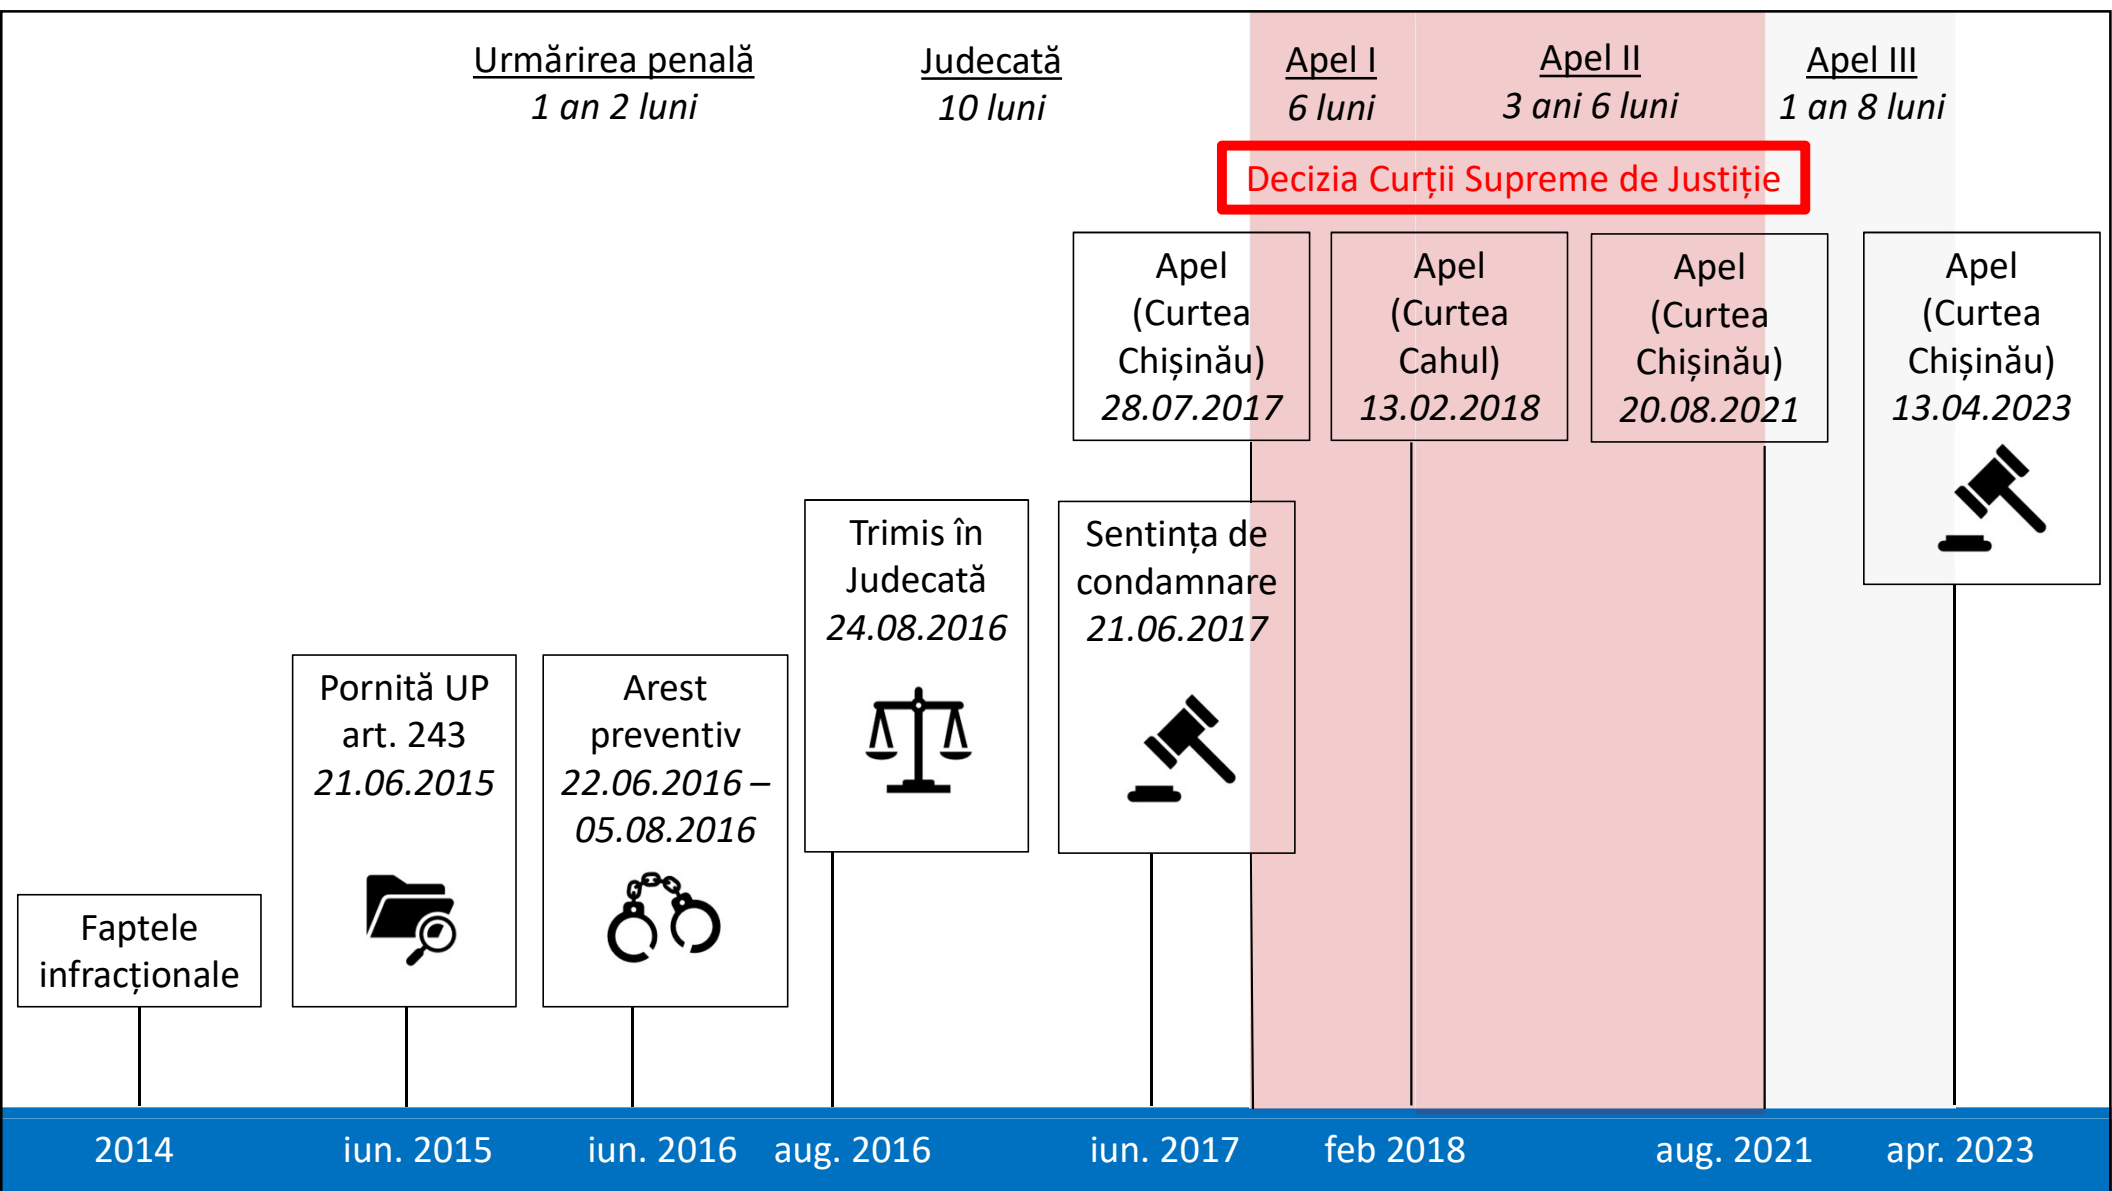 Urmărirea penală
1 an 2 luni
Judecată
10 luni
Apel I
6 luni
Apel II
3 ani 6 luni
Apel III
1 an 8 luni
Decizia Curții Supreme de Justiție
Faptele
infracționale
Pornită UP
art. 243
21.06.2015
Arest
preventiv
22.06.2016 –
05.08.2016
Trimis în
Judecată
24.08.2016
Sentința de
condamnare
21.06.2017
Apel
(Curtea
Chișinău)
28.07.2017
Apel
(Curtea
Cahul)
13.02.2018
Apel
(Curtea
Chișinău)
20.08.2021
Apel
(Curtea
Chișinău)
13.04.2023
2014
iun. 2015
iun. 2016
aug. 2016
iun. 2017
feb 2018
aug. 2021
apr. 2023